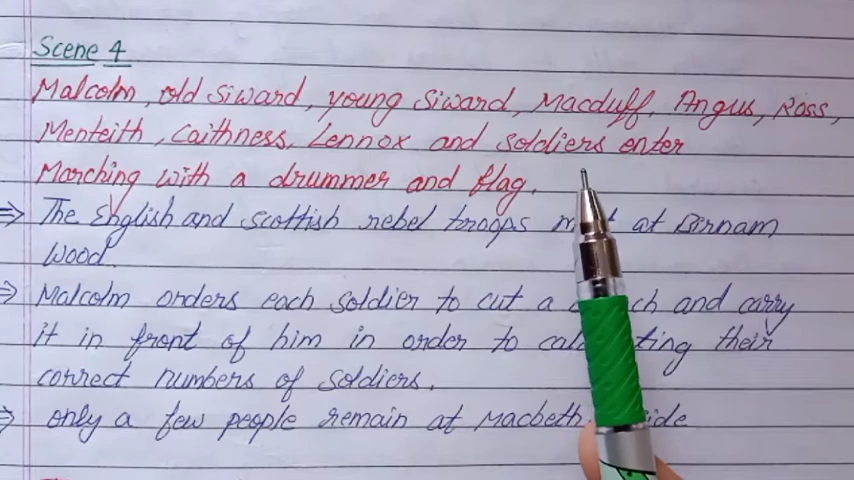 Scene 4
Malcolm, old Siward, young Siward, Macduff, Angus, Ross,
Menteith, Caithness, Lennox and soldiers enter
Marching with a drummer and flag.
⇒ The English and Scottish rebel troops at Birnam
Wood.
⇒ Malcolm orders each soldier to cut a and carry
it in front of him in order to their
correct numbers of soldiers.
⇒ only a few people remain at Macbeth